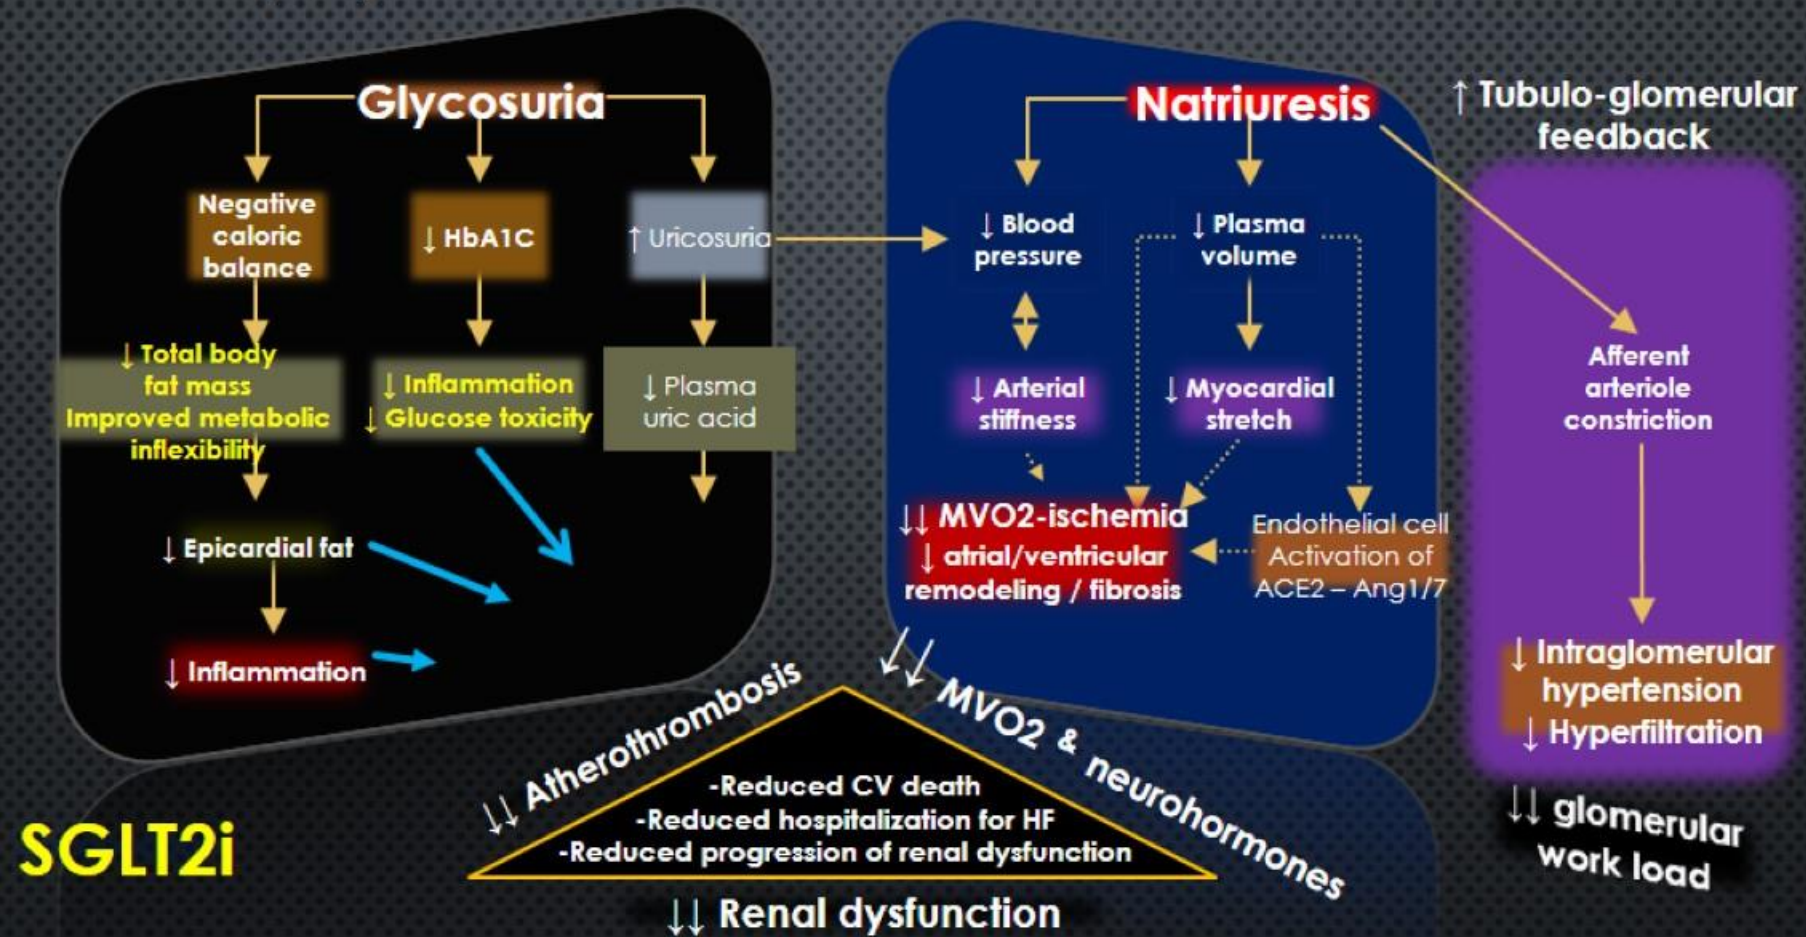 Glycosuria
Negative
caloric
balance
↓ HbA1C
↑ Uricosuria
↓ Total body
fat mass
Improved metabolic
inflexibility
↓ Inflammation
↓ Glucose toxicity
↓ Plasma
uric acid
↓ Epicardial fat
↓ Inflammation
Natriuresis
↓ Blood
pressure
↓ Plasma
volume
↓ Arterial
stiffness
↓ Myocardial
stretch
↓↓ MVO2-ischemia
↓ atrial/ventricular
remodeling / fibrosis
Endothelial cell
Activation of
ACE2 – Ang1/7
↑ Tubulo-glomerular
feedback
Afferent
arteriole
constriction
↓ Intraglomerular
hypertension
↓ Hyperfiltration
↓↓ glomerular
work load
↓↓ Atherothrombosis
↓↓ MVO2 & neurohormones
-Reduced CV death
-Reduced hospitalization for HF
-Reduced progression of renal dysfunction
↓↓ Renal dysfunction
SGLT2i